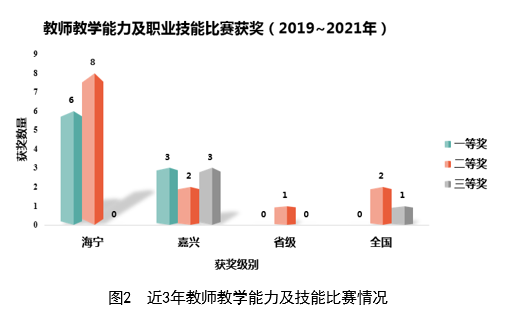 教师教学能力及职业技能比赛获奖（2019~2021年）
获奖数量
9
8
7
6
5
4
3
2
1
0
6 8 0
3 2 3
0 1 0
0 2 1
海宁 嘉兴 省级 全国
获奖级别
一等奖
二等奖
三等奖
图2 近3年教师教学能力及技能比赛情况